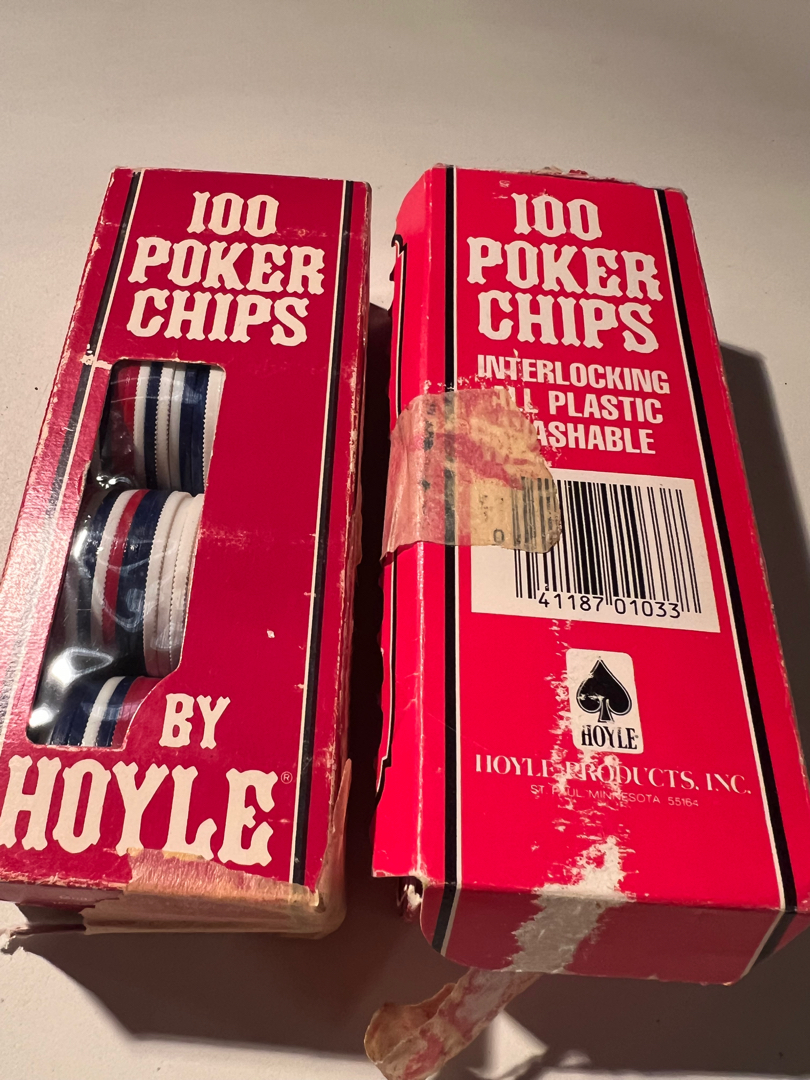 100
POKER
CHIPS
BY
HOYLE®
100
POKER
CHIPS
INTERLOCKING
PLASTIC
0
41187 01033
HOYLE
HOYLE PRODUCTS, INC.
ST. PAUL, MINNESOTA 55164